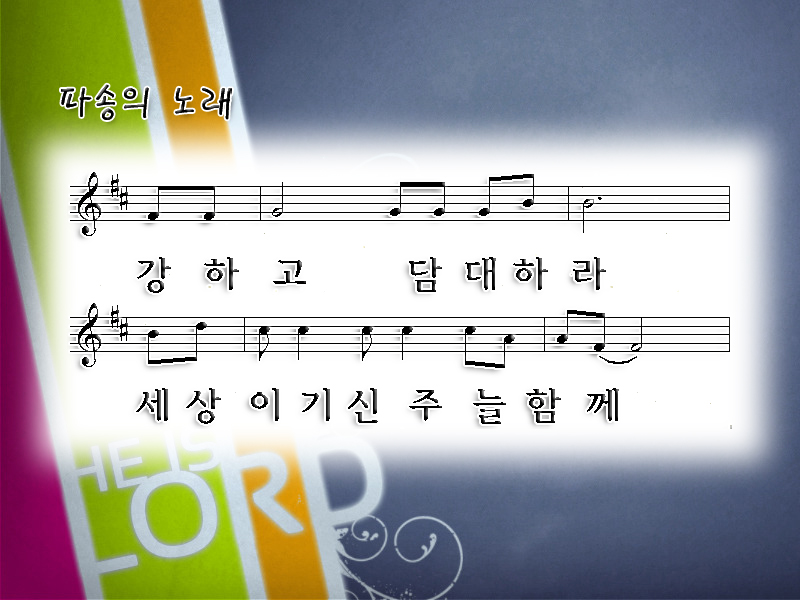 파송의 노래
강 하 고 담 대 하 라
세 상 이 기 신 주 늘 함 께
HE IS
LORD